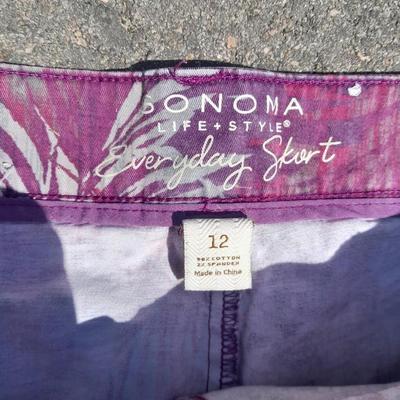 SONOMA
LIFE + STYLE®
Everyday Skort
12
98% COTTON
2% SPANDEX
Made in China